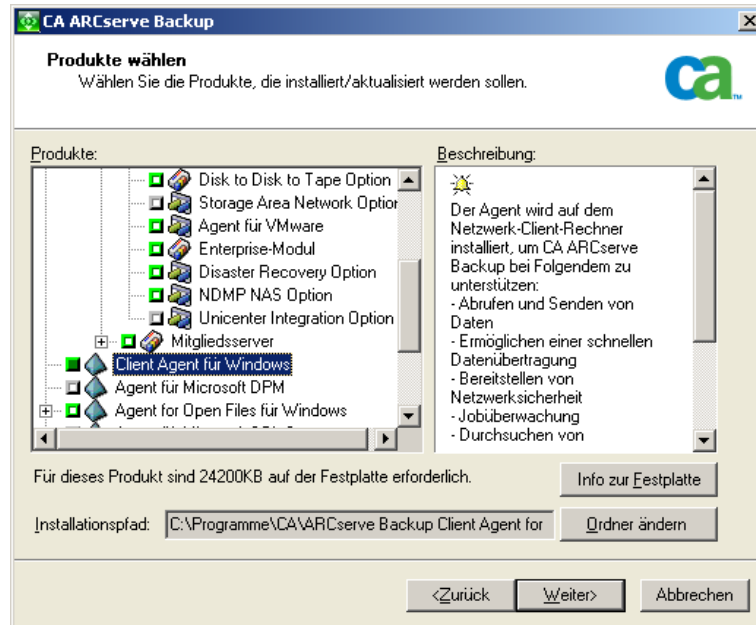 CA ARCserve Backup
Produkte wählen
Wählen Sie die Produkte, die installiert/aktualisiert werden sollen.
ca
Produkte:
Disk to Disk to Tape Option
Storage Area Network Option
Agent für VMware
Enterprise-Modul
Disaster Recovery Option
NDMP NAS Option
Unicenter Integration Option
Mitgliedsserver
Client Agent für Windows
Agent für Microsoft DPM
Agent for Open Files für Windows
Beschreibung:
Der Agent wird auf dem
Netzwerk-Client-Rechner
installiert, um CA ARCserve
Backup bei Folgendem zu
unterstützen:
- Abrufen und Senden von
Daten
- Ermöglichen einer schnellen
Datenübertragung
- Bereitstellen von
Netzwerksicherheit
- Jobüberwachung
- Durchsuchen von
Für dieses Produkt sind 24200KB auf der Festplatte erforderlich.
Info zur Festplatte
Installationspfad: C:\Programme\CA\ARCserve Backup Client Agent for
Ordner ändern
<Zurück
Weiter>
Abbrechen